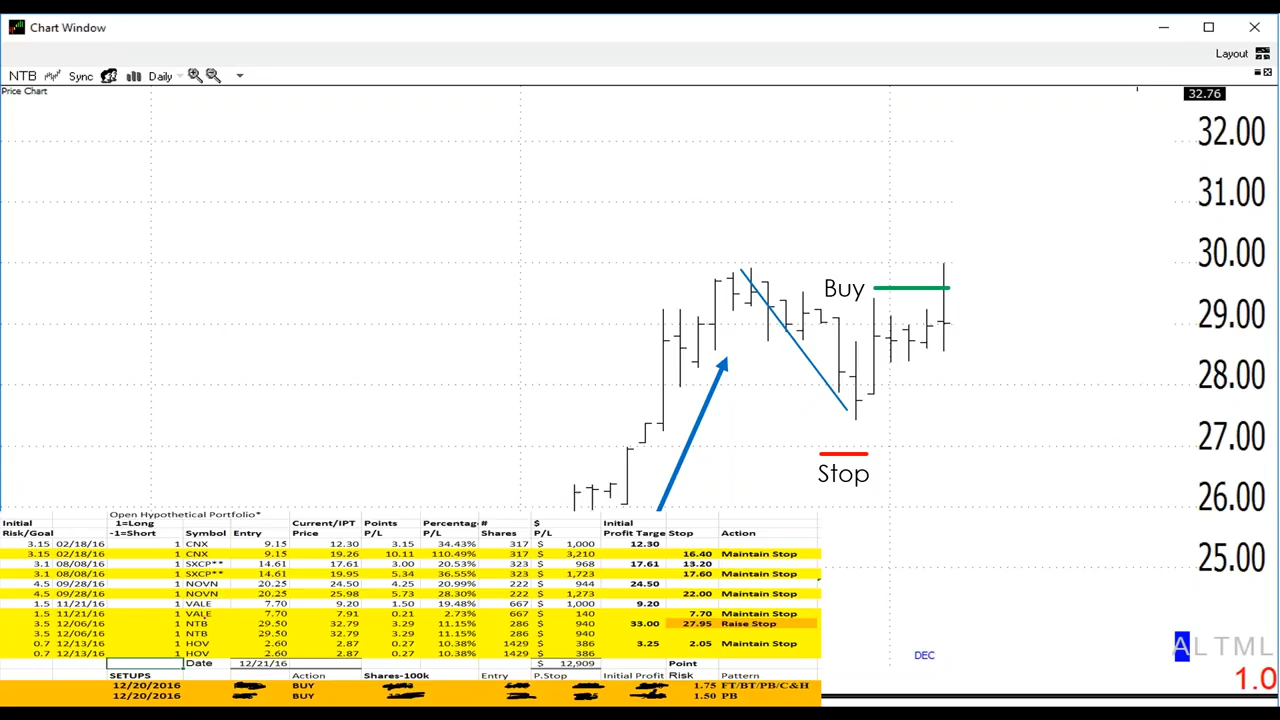 Chart Window
Layout
NTB Sync Daily
Price Chart
32.76
32.00
31.00
30.00
Buy
29.00
28.00
27.00
Stop
26.00
25.00
DEC
A L T M L
1.0
Open Hypothetical Portfolio*
Initial 1=Long Current/IPT Points Percentag # $ Initial
Risk/Goal -1=Short Symbol Entry Price P/L P/L Shares P/L Profit Targe Stop Action
3.15 02/18/16 1 CNX 9.15 12.30 3.15 34.43% 317 $ 1,000 12.30
3.15 02/18/16 1 CNX 9.15 19.26 10.11 110.49% 317 $ 3,210 16.40 Maintain Stop
3.1 08/08/16 1 SXCP** 14.61 17.61 3.00 20.53% 323 $ 968 17.61 13.20
3.1 08/08/16 1 SXCP** 14.61 19.95 5.34 36.55% 323 $ 1,723 17.60 Maintain Stop
4.5 09/28/16 1 NOVN 20.25 24.50 4.25 20.99% 222 $ 944 24.50
4.5 09/28/16 1 NOVN 20.25 25.98 5.73 28.30% 222 $ 1,273 22.00 Maintain Stop
1.5 11/21/16 1 VALE 7.70 9.20 1.50 19.48% 667 $ 1,000 9.20
1.5 11/21/16 1 VALE 7.70 7.91 0.21 2.73% 667 $ 140 7.70 Maintain Stop
3.5 12/06/16 1 NTB 29.50 32.79 3.29 11.15% 286 $ 940 33.00 27.95 Raise Stop
3.5 12/06/16 1 NTB 29.50 32.79 3.29 11.15% 286 $ 940
0.7 12/13/16 1 HOV 2.60 2.87 0.27 10.38% 1429 $ 386 3.25 2.05 Maintain Stop
0.7 12/13/16 1 HOV 2.60 2.87 0.27 10.38% 1429 $ 386
Date 12/21/16 $ 12,909 Point
SETUPS Action Shares-100k Entry P.Stop Initial Profit Risk Pattern
12/20/2016 BUY 1.75 FT/BT/PB/C&H
12/20/2016 BUY 1.50 PB